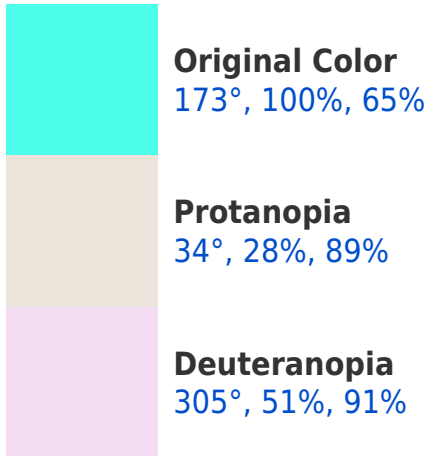 Original Color
173°, 100%, 65%
Protanopia
34°, 28%, 89%
Deuteranopia
305°, 51%, 91%